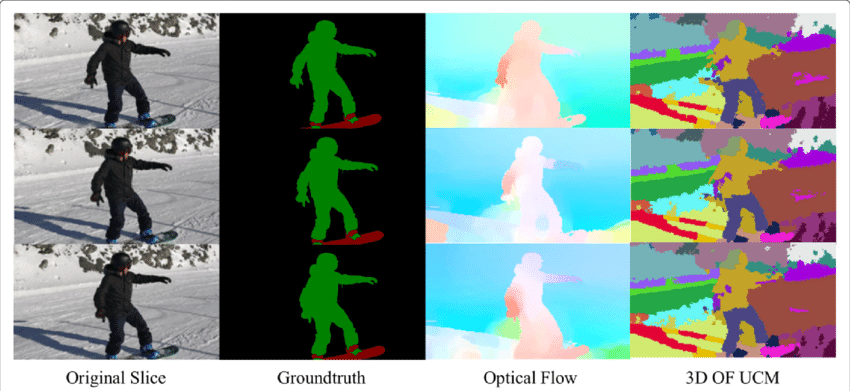 Original Slice
Groundtruth
Optical Flow
3D OF UCM